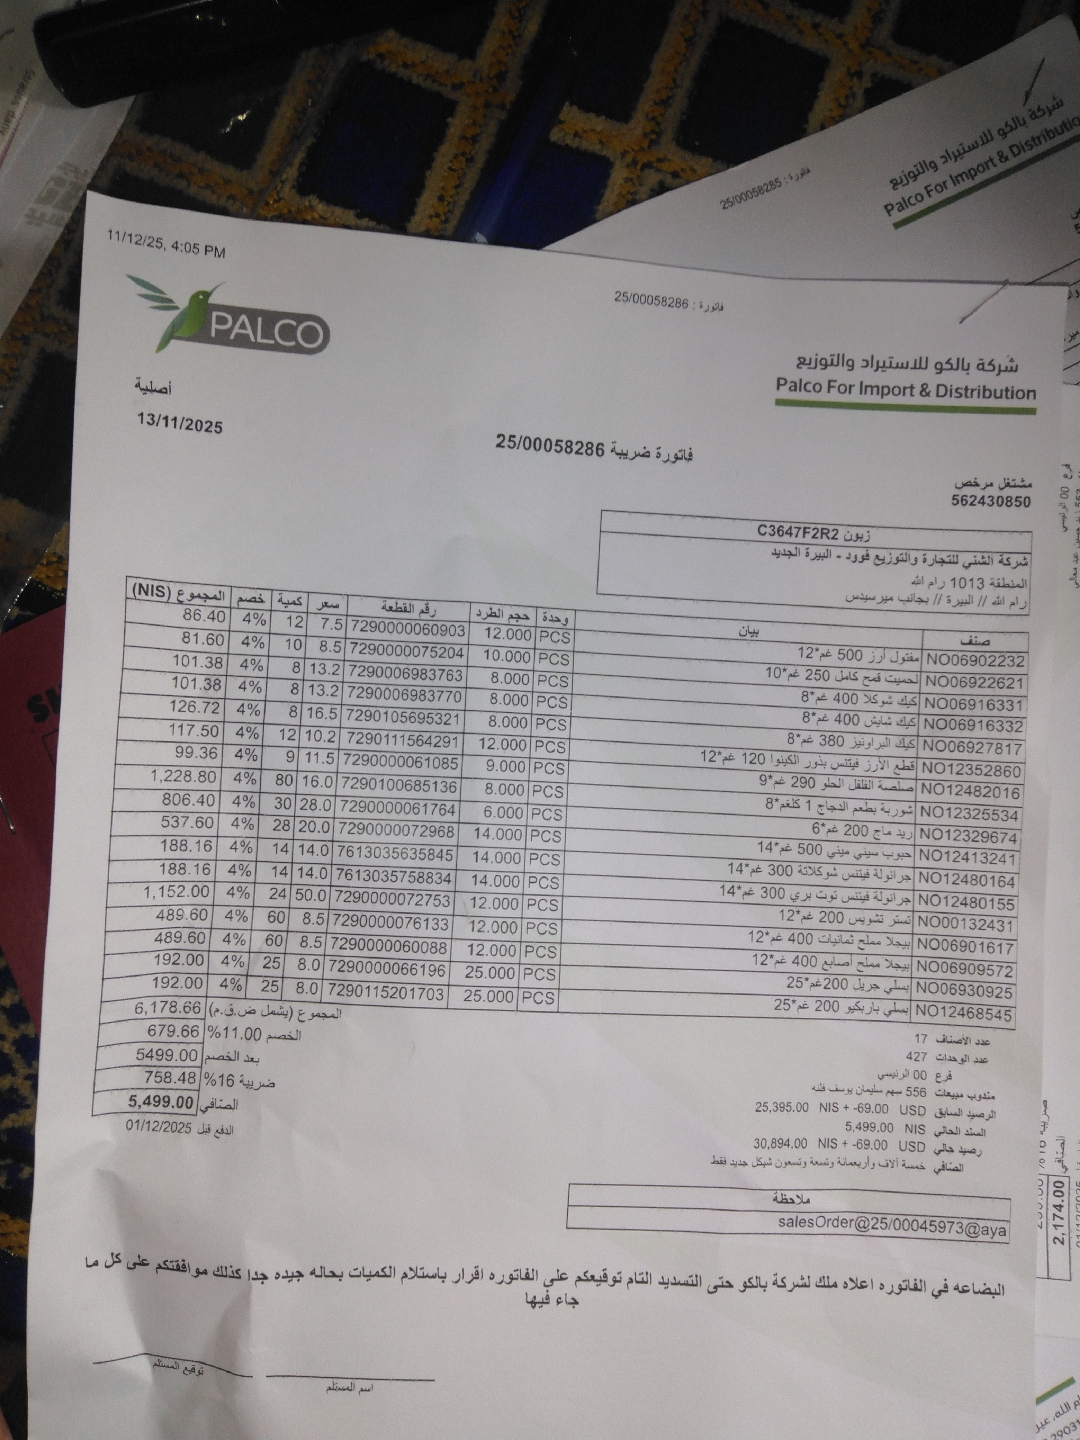 11/12/25, 4:05 PM
فاتورة : 25/00058286
فاتورة : 25/00058285
شركة بالكو للاستيراد والتوزيع
Palco For Import & Distributio
PALCO
شركة بالكو للاستيراد والتوزيع
Palco For Import & Distribution
أصلية
13/11/2025
فاتورة ضريبة 25/00058286
مشتغل مرخص
562430850
زبون C3647F2R2
شركة الشني للتجارة والتوزيع فوود - البيرة الجديد
المنطقة 1013 رام الله
رام الله // البيرة // بجانب ميرسيدس
صنف بيان وحدة حجم الطرد رقم القطعة سعر كمية خصم المجموع (NIS)
NO06902232 مفتول أرز 500 غم*12 PCS 12.000 7290000060903 7.5 12 4% 86.40
NO06922621 لحميت قمح كامل 250 غم*10 PCS 10.000 7290000075204 8.5 10 4% 81.60
NO06916331 كيك شوكلا 400 غم*8 PCS 8.000 7290006983763 13.2 8 4% 101.38
NO06916332 كيك شايش 400 غم*8 PCS 8.000 7290006983770 13.2 8 4% 101.38
NO06927817 كيك البراونيز 380 غم*8 PCS 8.000 7290105695321 16.5 8 4% 126.72
NO12352860 قطع الأرز فيتنس بذور الكينوا 120 غم*12 PCS 12.000 7290111564291 10.2 12 4% 117.50
NO12482016 صلصة الفلفل الحلو 290 غم*9 PCS 9.000 7290000061085 11.5 9 4% 99.36
NO12325534 شوربة بطعم الدجاج 1 كلغم*8 PCS 8.000 7290100685136 16.0 80 4% 1,228.80
NO12329674 ريد ماج 200 غم*6 PCS 6.000 7290000061764 28.0 30 4% 806.40
NO12413241 حبوب سيني ميني 500 غم*14 PCS 14.000 7290000072968 20.0 28 4% 537.60
NO12480164 جرانولة فيتنس شوكلاتة 300 غم*14 PCS 14.000 7613035635845 14.0 14 4% 188.16
NO12480155 جرانولة فيتنس توت بري 300 غم*14 PCS 14.000 7613035758834 14.0 14 4% 188.16
NO00132431 تستر تشويس 200 غم*12 PCS 12.000 7290000072753 50.0 24 4% 1,152.00
NO06901617 بيجلا مملح ثمانيات 400 غم*12 PCS 12.000 7290000076133 8.5 60 4% 489.60
NO06909572 بيجلا مملح أصابع 400 غم*12 PCS 12.000 7290000060088 8.5 60 4% 489.60
NO06930925 بسلي جريل 200غم*25 PCS 25.000 7290000066196 8.0 25 4% 192.00
NO12468545 بسلي باربكيو 200 غم*25 PCS 25.000 7290115201703 8.0 25 4% 192.00
المجموع (يشمل ض.ق.م) 6,178.66
الخصم 11.00% 679.66
بعد الخصم 5499.00
ضريبة 16% 758.48
الصافي 5,499.00
الدفع قبل 01/12/2025
عدد الأصناف 17
عدد الوحدات 427
فرع 00 الرئيسي
مندوب مبيعات 556 سهم سليمان يوسف فلنه
الرصيد السابق 25,395.00 NIS + -69.00 USD
السند الحالي 5,499.00 NIS
رصيد حالي 30,894.00 NIS + -69.00 USD
الصافي خمسة آلاف وأربعمائة وتسعة وتسعون شيكل جديد فقط
ملاحظة
salesOrder@25/00045973@aya
البضاعه في الفاتوره اعلاه ملك لشركة بالكو حتى التسديد التام توقيعكم على الفاتوره اقرار باستلام الكميات بحاله جيده جدا كذلك موافقتكم على كل ما
جاء فيها
اسم المستلم
توقيع المستلم
فرع 00 الرئيسي
الصافي 2,174.00